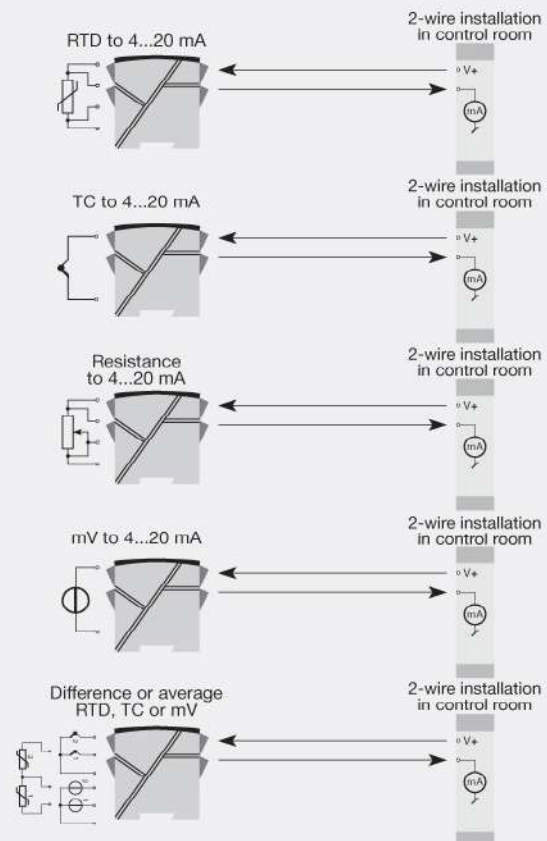 2-wire installation
in control room
RTD to 4...20 mA
V+
mA
2-wire installation
in control room
TC to 4...20 mA
V+
mA
2-wire installation
in control room
Resistance
to 4...20 mA
V+
mA
2-wire installation
in control room
mV to 4...20 mA
V+
mA
2-wire installation
in control room
Difference or average
RTD, TC or mV
V+
mA